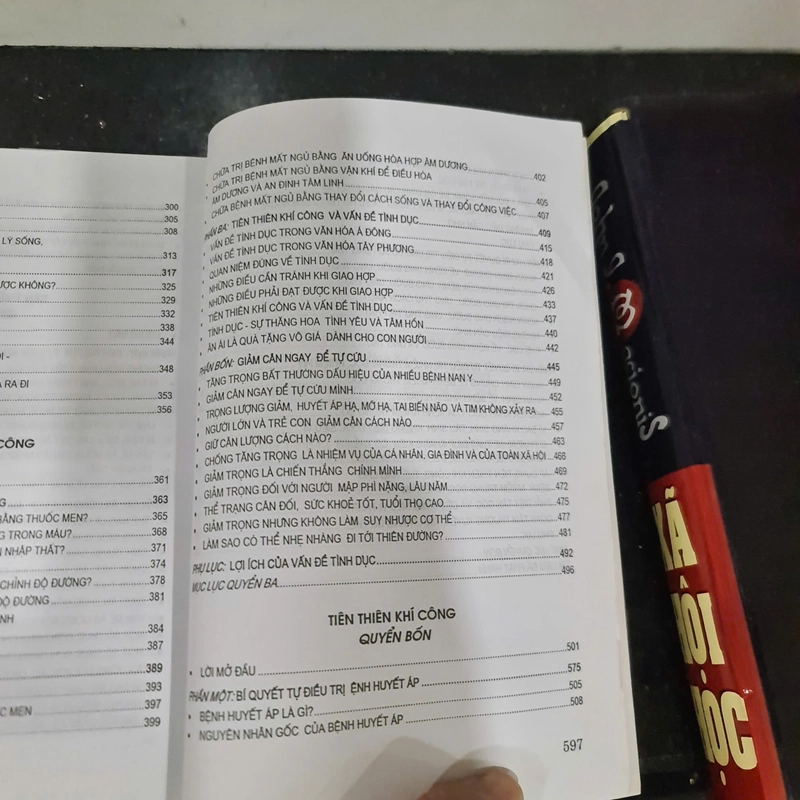 300
305
308
LÝ SỐNG,
313
317
ƯỢC KHÔNG? 325
329
332
338
344
348
RA ĐI
353
356
CÔNG
361
363
BẰNG THUỐC MEN? 365
TRONG MÁU? 368
NHẬP THẤT? 371
374
CHỈNH ĐỘ ĐƯỜNG? 378
ĐỘ ĐƯỜNG 381
384
387
389
393
MEN 397
399
• CHỮA TRỊ BỆNH MẤT NGỦ BẰNG ĂN UỐNG HÒA HỢP ÂM DƯƠNG 402
• CHỮA TRỊ BỆNH MẤT NGỦ BẰNG VẬN KHÍ ĐỂ ĐIỀU HÒA
ÂM DƯƠNG VÀ AN ĐỊNH TÂM LINH 405
• CHỮA BỆNH MẤT NGỦ BẰNG THAY ĐỔI CÁCH SỐNG VÀ THAY ĐỔI CÔNG VIỆC 407
PHẦN BA: TIÊN THIÊN KHÍ CÔNG VÀ VẤN ĐỀ TÌNH DỤC 409
• VẤN ĐỀ TÌNH DỤC TRONG VĂN HÓA Á ĐÔNG 415
• VẤN ĐỀ TÌNH DỤC TRONG VĂN HÓA TÂY PHƯƠNG 418
• QUAN NIỆM ĐÚNG VỀ TÌNH DỤC 421
• NHỮNG ĐIỀU CẦN TRÁNH KHI GIAO HỢP 426
• NHỮNG ĐIỀU PHẢI ĐẠT ĐƯỢC KHI GIAO HỢP 433
• TIÊN THIÊN KHÍ CÔNG VÀ VẤN ĐỀ TÌNH DỤC 437
• TÌNH DỤC - SỰ THĂNG HOA TÌNH YÊU VÀ TÂM HỒN 440
• ÂN ÁI LÀ QUÀ TẶNG VÔ GIÁ DÀNH CHO CON NGƯỜI 442
PHẦN BỐN: GIẢM CÂN NGAY ĐỂ TỰ CỨU 445
• TĂNG TRỌNG BẤT THƯỜNG DẤU HIỆU CỦA NHIỀU BỆNH NAN Y 449
• GIẢM CÂN NGAY ĐỂ TỰ CỨU MÌNH 452
• TRỌNG LƯỢNG GIẢM, HUYẾT ÁP HẠ, MỠ HẠ, TAI BIẾN NÃO VÀ TIM KHÔNG XẢY RA 455
• NGƯỜI LỚN VÀ TRẺ CON GIẢM CÂN CÁCH NÀO 457
• GIỮ CÂN LƯỢNG CÁCH NÀO? 463
• CHỐNG TĂNG TRỌNG LÀ NHIỆM VỤ CỦA CÁ NHÂN, GIA ĐÌNH VÀ CỦA TOÀN XÃ HỘI 466
• GIẢM TRỌNG LÀ CHIẾN THẮNG CHÍNH MÌNH 469
• GIẢM TRỌNG ĐỐI VỚI NGƯỜI MẬP PHÌ NẶNG, LÂU NĂM 472
• THỂ TRẠNG CÂN ĐỐI, SỨC KHOẺ TỐT, TUỔI THỌ CAO 475
• GIẢM TRỌNG NHƯNG KHÔNG LÀM SUY NHƯỢC CƠ THỂ 477
• LÀM SAO CÓ THỂ NHẸ NHÀNG ĐI TỚI THIÊN ĐƯỜNG? 481
PHỤ LỤC: LỢI ÍCH CỦA VẤN ĐỀ TÌNH DỤC 492
MỤC LỤC QUYỂN BA 496
TIÊN THIÊN KHÍ CÔNG
QUYỂN BỐN
• LỜI MỞ ĐẦU 501
PHẦN MỘT: BÍ QUYẾT TỰ ĐIỀU TRỊ ỆNH HUYẾT ÁP 575
• BỆNH HUYẾT ÁP LÀ GÌ? 505
• NGUYÊN NHÂN GỐC CỦA BỆNH HUYẾT ÁP 508
597
John J.
acionis
XÃ HỘI HỌC